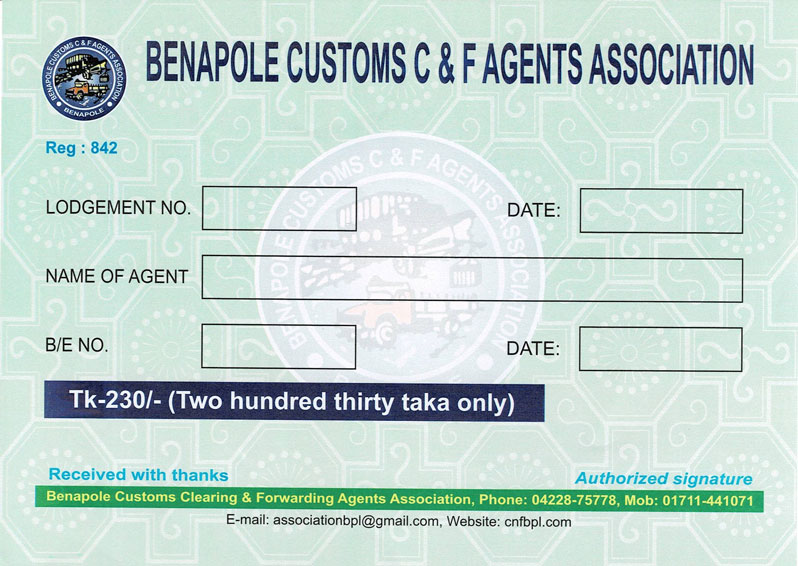 BENAPOLE CUSTOMS C & F AGENTS ASSOCIATION
BENAPOLE CUSTOMS C & F AGENTS ASSOCIATION
BENAPOLE
Reg : 842
BENAPOLE CUSTOMS C & F AGENTS ASSOCIATION
LODGEMENT NO.
DATE:
NAME OF AGENT
B/E NO.
DATE:
Tk-230/- (Two hundred thirty taka only)
Received with thanks
Authorized signature
Benapole Customs Clearing & Forwarding Agents Association, Phone: 04228-75778, Mob: 01711-441071
E-mail: associationbpl@gmail.com, Website: cnfbpl.com